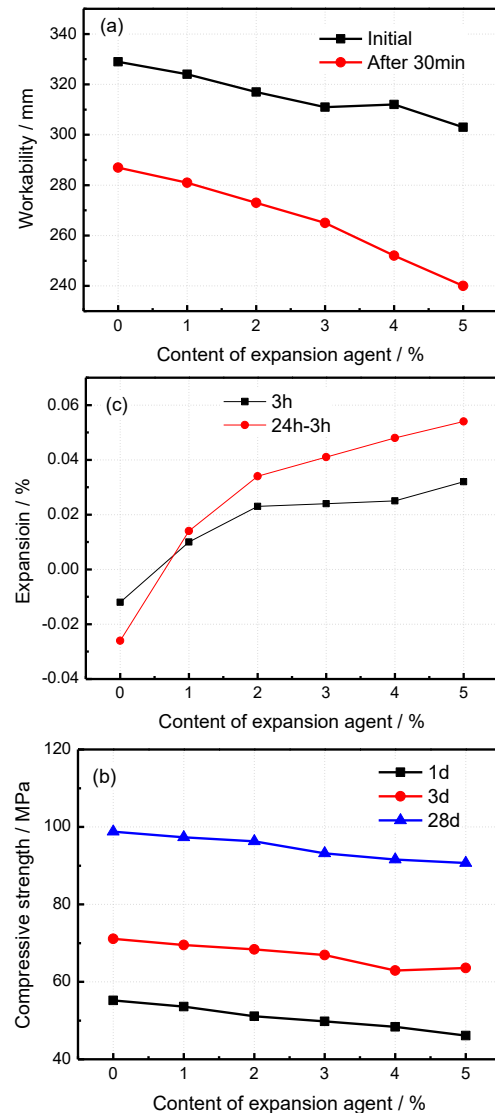 (a)
Initial
After 30min
340
320
300
280
260
240
Workability / mm
0 1 2 3 4 5
Content of expansion agent / %
(c)
3h
24h-3h
0.06
0.04
0.02
0.00
-0.02
-0.04
Expansioin / %
0 1 2 3 4 5
Content of expansion agent / %
(b)
1d
3d
28d
120
100
80
60
40
Compressive strength / MPa
0 1 2 3 4 5
Content of expansion agent / %